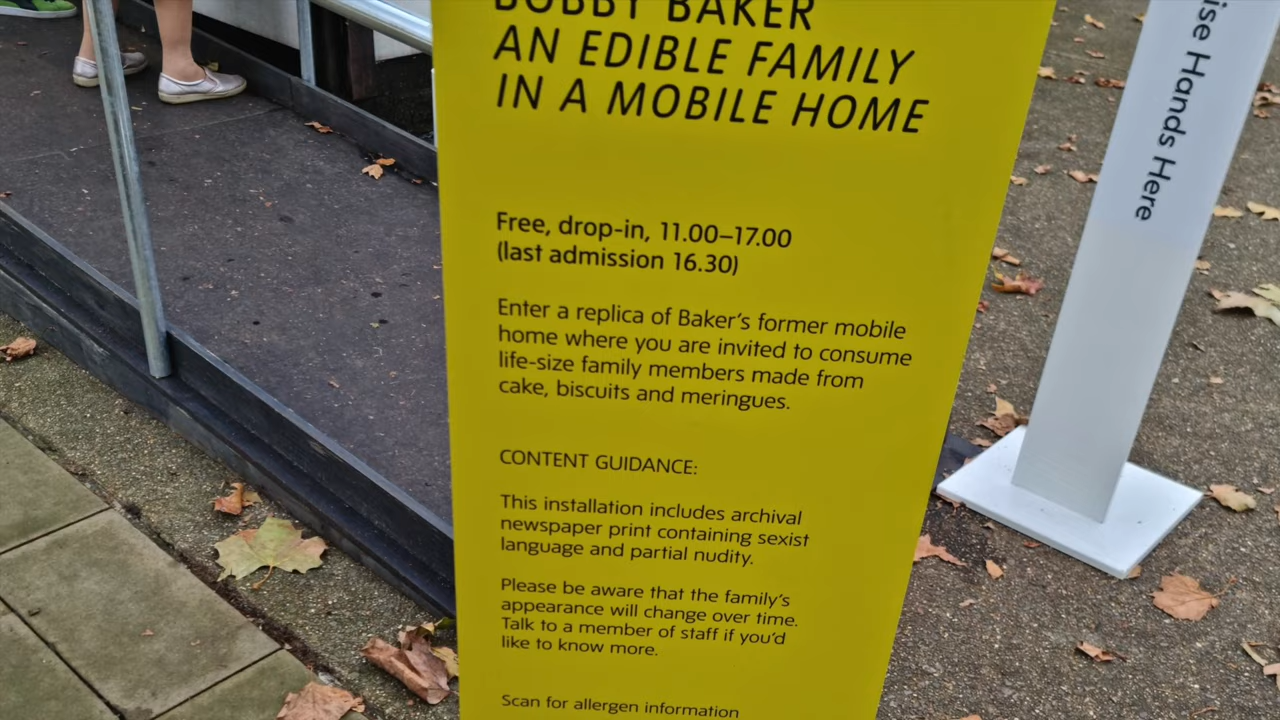 BOBBY BAKER
AN EDIBLE FAMILY
IN A MOBILE HOME
Free, drop-in, 11.00–17.00
(last admission 16.30)
Enter a replica of Baker's former mobile
home where you are invited to consume
life-size family members made from
cake, biscuits and meringues.
CONTENT GUIDANCE:
This installation includes archival
newspaper print containing sexist
language and partial nudity.
Please be aware that the family's
appearance will change over time.
Talk to a member of staff if you'd
like to know more.
Scan for allergen information
Hands Here